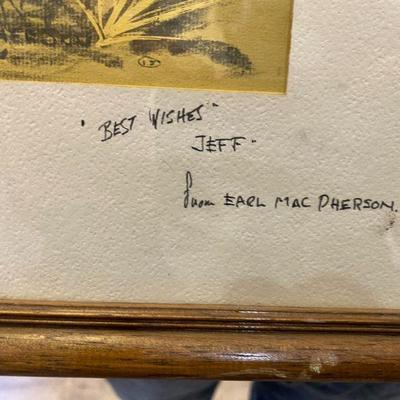 "BEST WISHES"
JEFF -
from EARL MAC PHERSON.